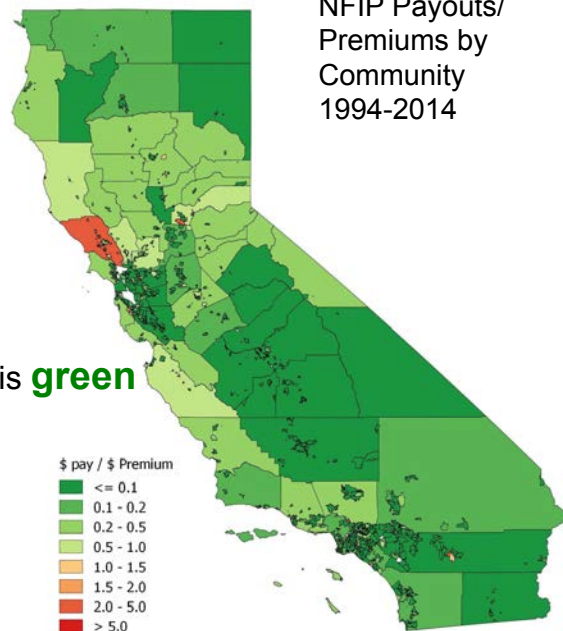 NFIP Payouts/
Premiums by
Community
1994-2014
is green
$ pay / $ Premium
<= 0.1
0.1 - 0.2
0.2 - 0.5
0.5 - 1.0
1.0 - 1.5
1.5 - 2.0
2.0 - 5.0
> 5.0